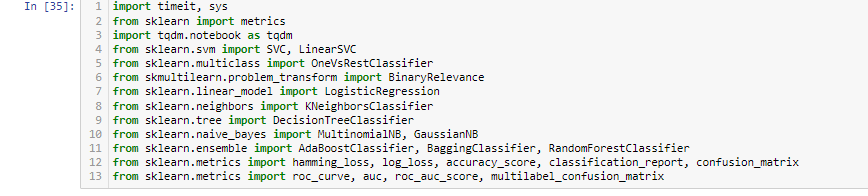 In [35]:
1 import timeit, sys
2 from sklearn import metrics
3 import tqdm.notebook as tqdm
4 from sklearn.svm import SVC, LinearSVC
5 from sklearn.multiclass import OneVsRestClassifier
6 from skmultilearn.problem_transform import BinaryRelevance
7 from sklearn.linear_model import LogisticRegression
8 from sklearn.neighbors import KNeighborsClassifier
9 from sklearn.tree import DecisionTreeClassifier
10 from sklearn.naive_bayes import MultinomialNB, GaussianNB
11 from sklearn.ensemble import AdaBoostClassifier, BaggingClassifier, RandomForestClassifier
12 from sklearn.metrics import hamming_loss, log_loss, accuracy_score, classification_report, confusion_matrix
13 from sklearn.metrics import roc_curve, auc, roc_auc_score, multilabel_confusion_matrix